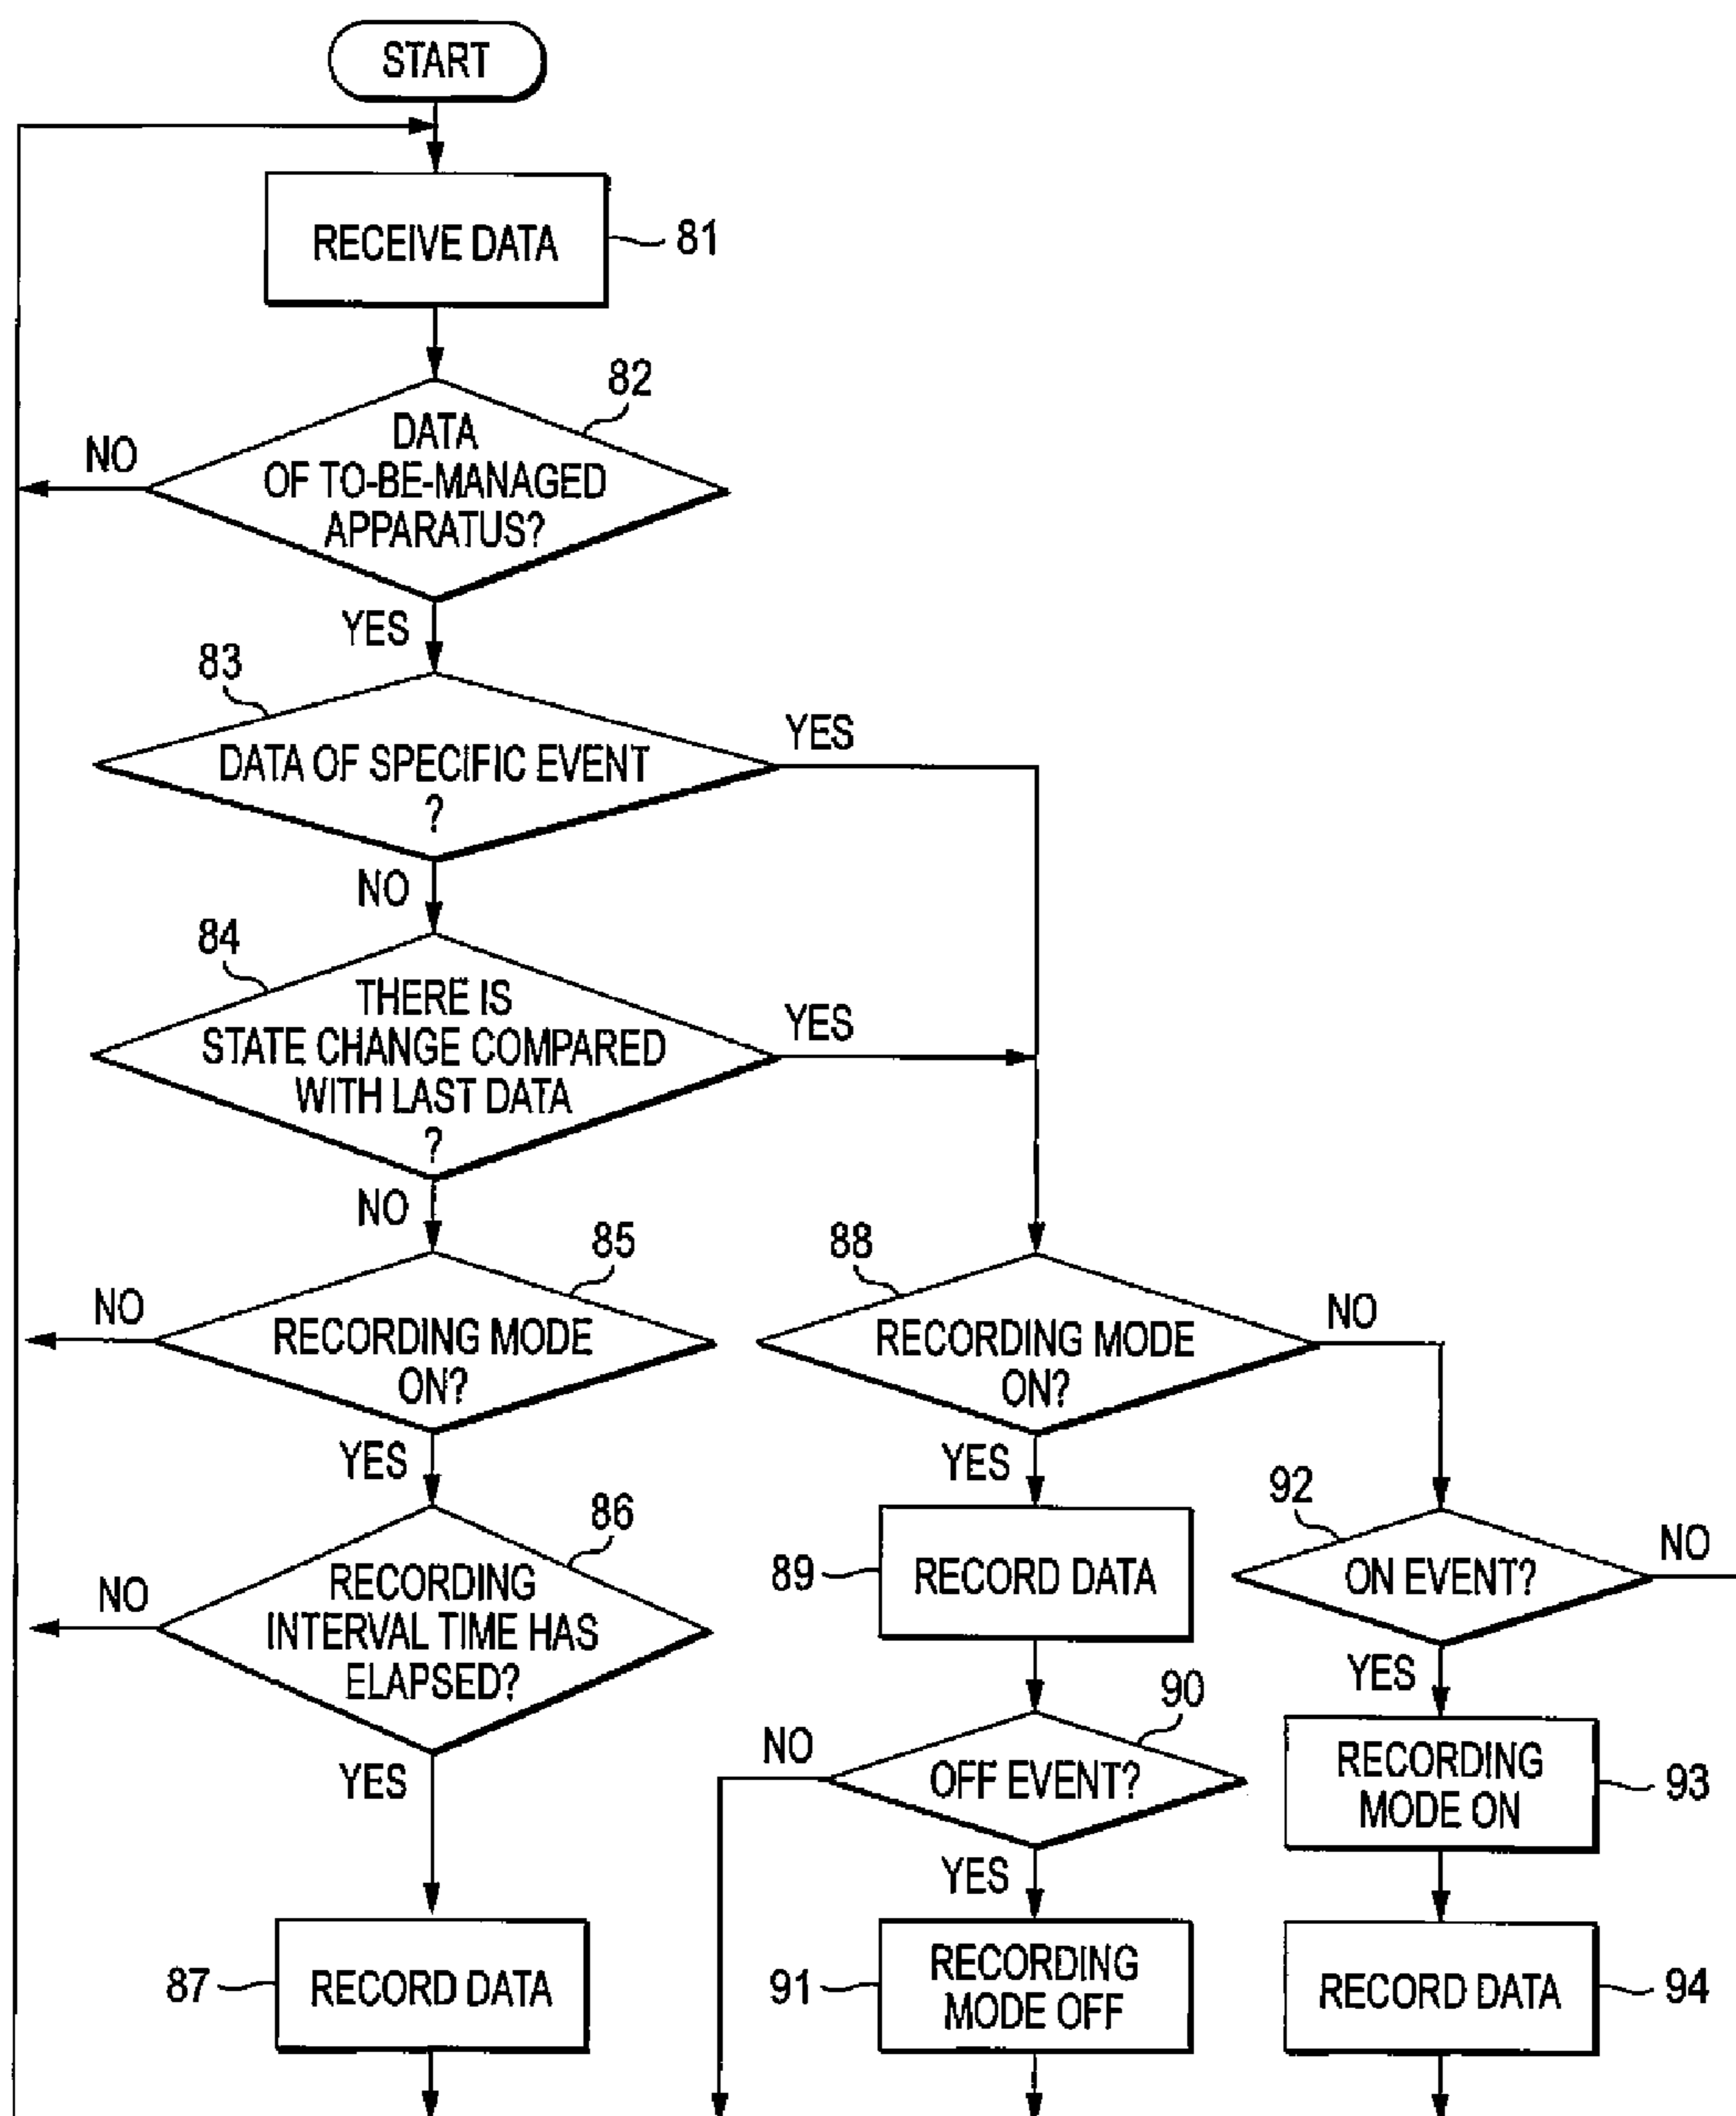 START
RECEIVE DATA
81
82
DATA
OF TO-BE-MANAGED
APPARATUS?
NO
YES
83
DATA OF SPECIFIC EVENT
?
YES
NO
84
THERE IS
STATE CHANGE COMPARED
WITH LAST DATA
?
YES
NO
85
RECORDING MODE
ON?
NO
YES
88
RECORDING MODE
ON?
NO
YES
86
RECORDING
INTERVAL TIME HAS
ELAPSED?
NO
YES
89
RECORD DATA
92
ON EVENT?
NO
YES
90
OFF EVENT?
NO
YES
RECORDING
MODE ON
93
87
RECORD DATA
91
RECORDING
MODE OFF
RECORD DATA
94